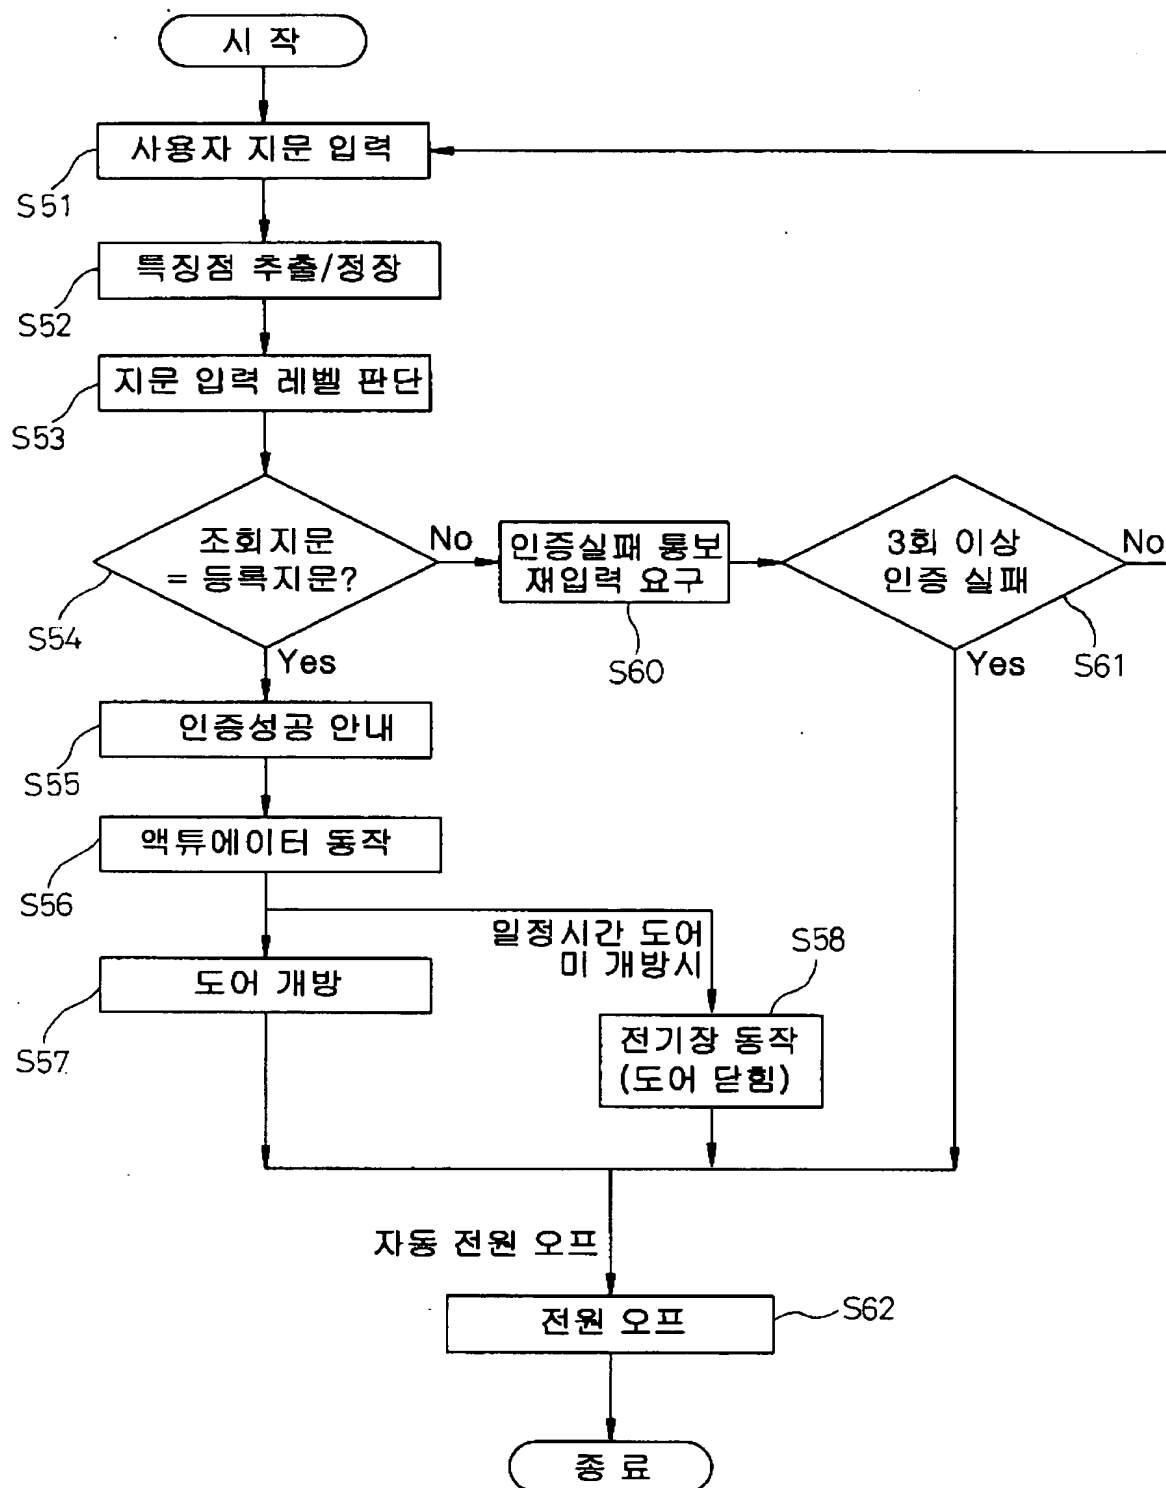 시 작
사용자 지문 입력
S51
특징점 추출/정장
S52
지문 입력 레벨 판단
S53
조회지문
= 등록지문?
S54
No
인증실패 통보
재입력 요구
S60
3회 이상
인증 실패
No
S61
Yes
Yes
인증성공 안내
S55
액튜에이터 동작
S56
일정시간 도어
미 개방시
S58
도어 개방
S57
전기장 동작
(도어 닫힘)
자동 전원 오프
전원 오프
S62
종 료